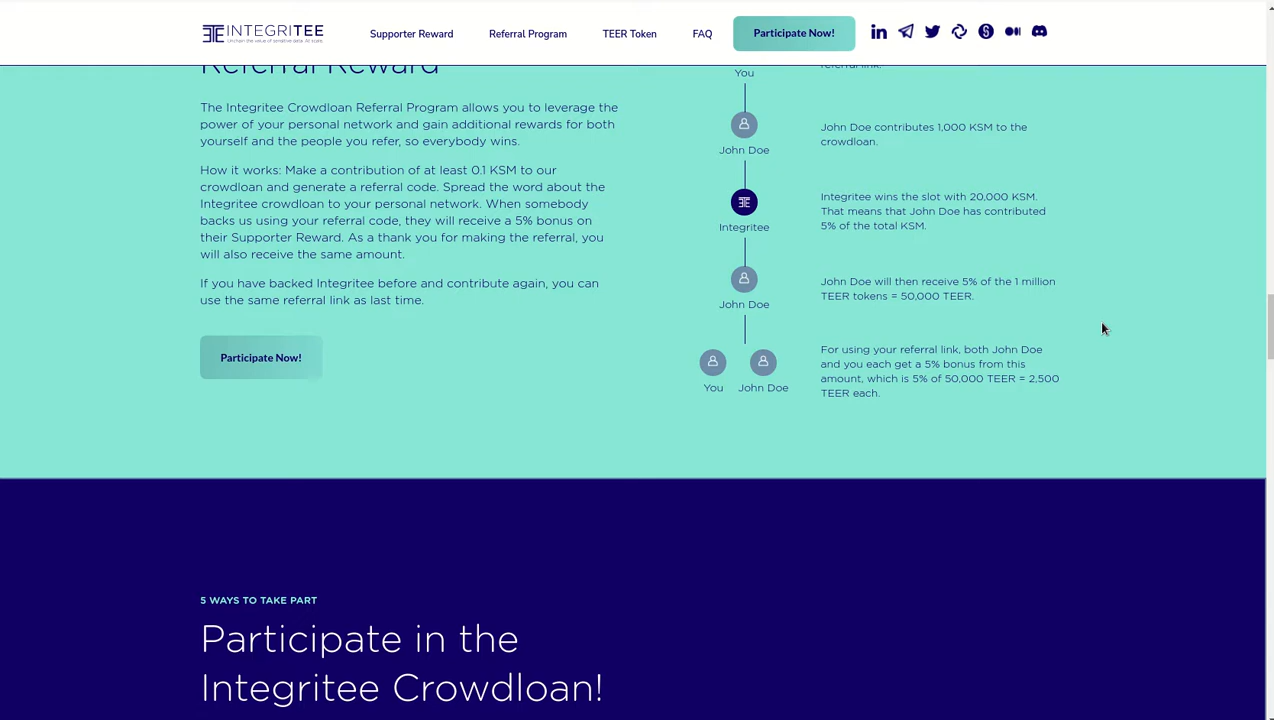 INTEGRITEE
Unchain the value of sensitive data. At scale.
Supporter Reward
Referral Program
TEER Token
FAQ
Participate Now!
Referral Reward
The Integritee Crowdloan Referral Program allows you to leverage the
power of your personal network and gain additional rewards for both
yourself and the people you refer, so everybody wins.
How it works: Make a contribution of at least 0.1 KSM to our
crowdloan and generate a referral code. Spread the word about the
Integritee crowdloan to your personal network. When somebody
backs us using your referral code, they will receive a 5% bonus on
their Supporter Reward. As a thank you for making the referral, you
will also receive the same amount.
If you have backed Integritee before and contribute again, you can
use the same referral link as last time.
Participate Now!
referral link.
You
John Doe contributes 1,000 KSM to the
crowdloan.
John Doe
Integritee wins the slot with 20,000 KSM.
That means that John Doe has contributed
5% of the total KSM.
Integritee
John Doe will then receive 5% of the 1 million
TEER tokens = 50,000 TEER.
John Doe
For using your referral link, both John Doe
and you each get a 5% bonus from this
amount, which is 5% of 50,000 TEER = 2,500
TEER each.
You
John Doe
5 WAYS TO TAKE PART
Participate in the
Integritee Crowdloan!